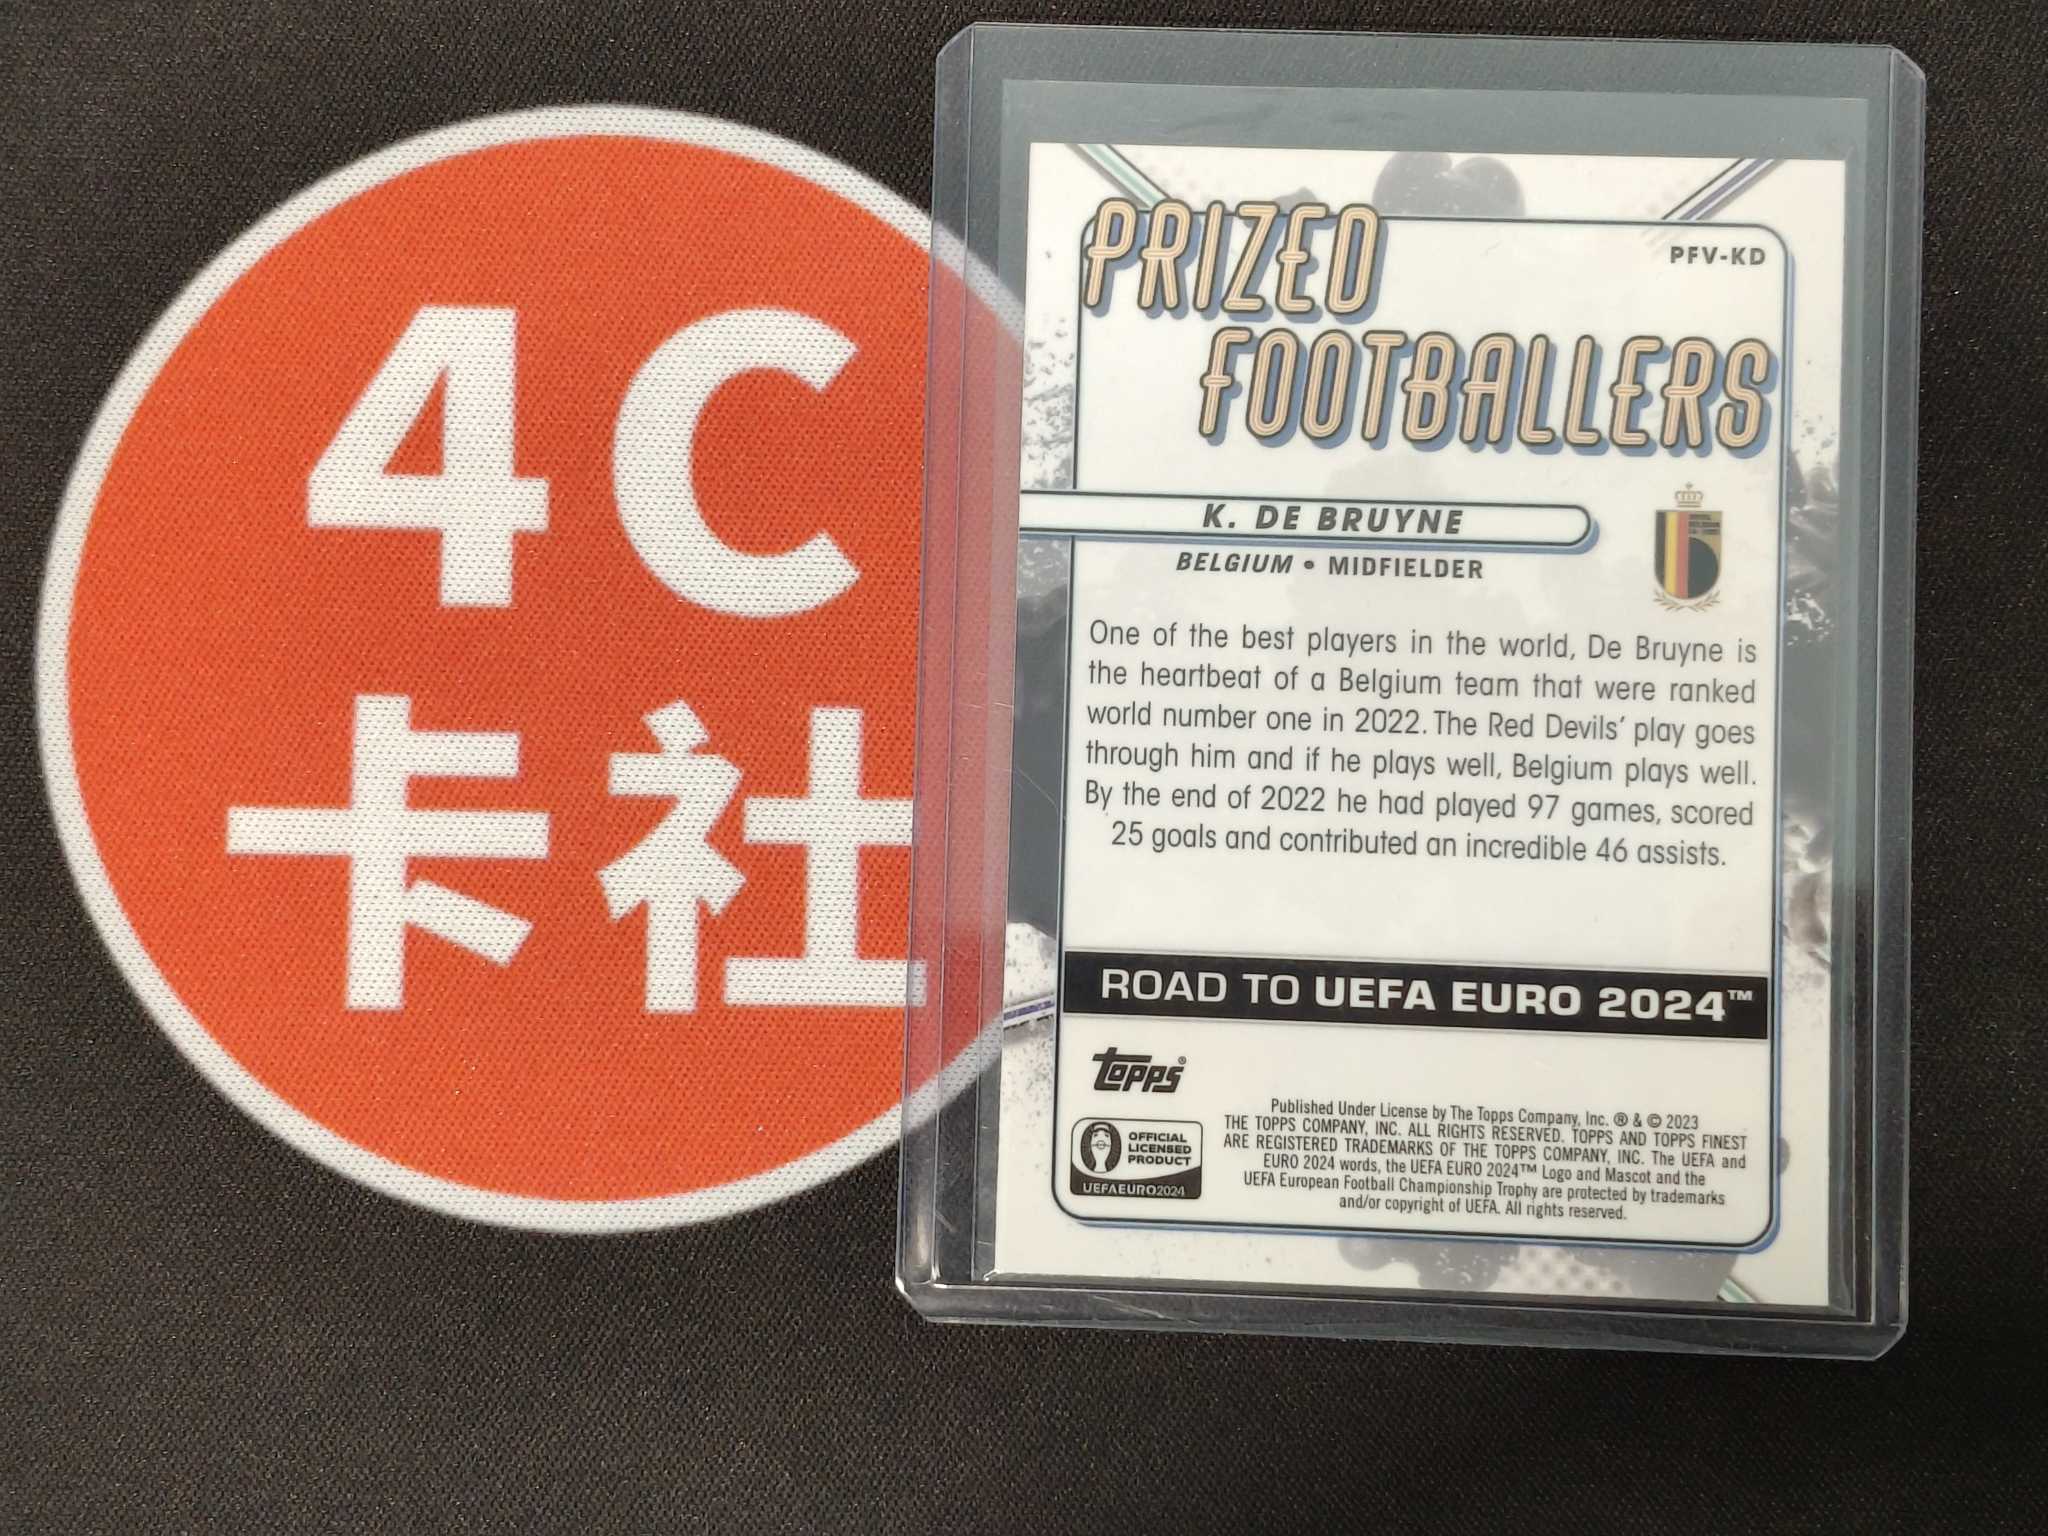 4C
卡社
PRIZED
FOOTBALLERS
PFV-KD
K. DE BRUYNE
BELGIUM • MIDFIELDER
One of the best players in the world, De Bruyne is
the heartbeat of a Belgium team that were ranked
world number one in 2022. The Red Devils' play goes
through him and if he plays well, Belgium plays well.
By the end of 2022 he had played 97 games, scored
25 goals and contributed an incredible 46 assists.
ROAD TO UEFA EURO 2024™
topps®
OFFICIAL
LICENSED
PRODUCT
UEFAEURO2024
Published Under License by The Topps Company, Inc. ® & © 2023
THE TOPPS COMPANY, INC. ALL RIGHTS RESERVED. TOPPS AND TOPPS FINEST
ARE REGISTERED TRADEMARKS OF THE TOPPS COMPANY, INC. The UEFA and
EURO 2024 words, the UEFA EURO 2024™ Logo and Mascot and the
UEFA European Football Championship Trophy are protected by trademarks
and/or copyright of UEFA. All rights reserved.